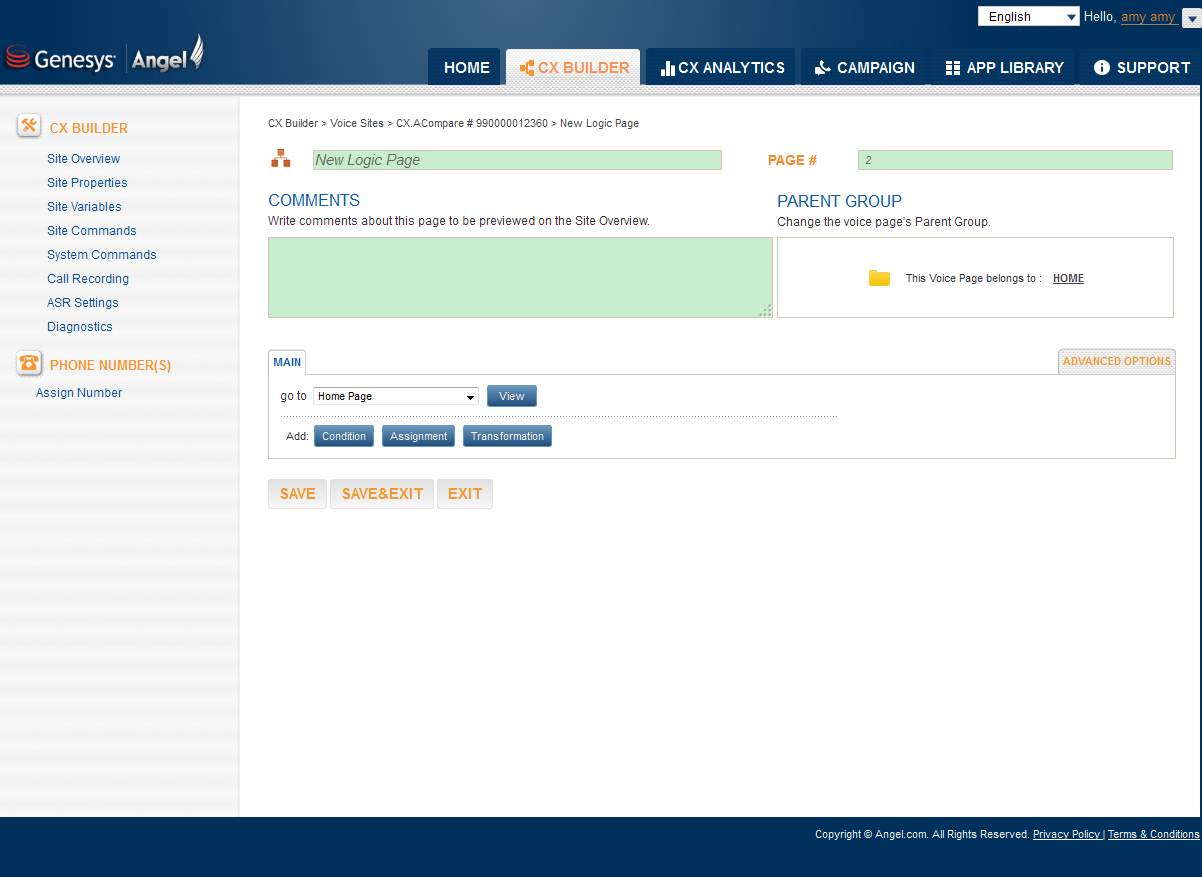 English
Hello, amy amy
Genesys Angel
HOME
CX BUILDER
CX ANALYTICS
CAMPAIGN
APP LIBRARY
SUPPORT
CX BUILDER
Site Overview
Site Properties
Site Variables
Site Commands
System Commands
Call Recording
ASR Settings
Diagnostics
PHONE NUMBER(S)
Assign Number
CX Builder > Voice Sites > CX.ACompare # 990000012360 > New Logic Page
New Logic Page
PAGE #
2
COMMENTS
Write comments about this page to be previewed on the Site Overview.
PARENT GROUP
Change the voice page's Parent Group.
This Voice Page belongs to : HOME
MAIN
ADVANCED OPTIONS
go to Home Page View
Add: Condition Assignment Transformation
SAVE SAVE&EXIT EXIT
Copyright © Angel.com. All Rights Reserved. Privacy Policy | Terms & Conditions